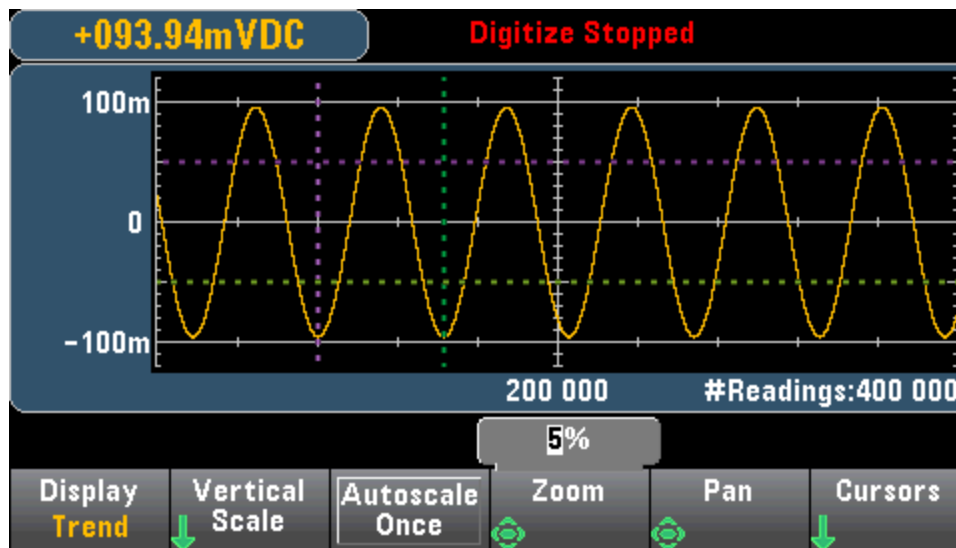 +093.94mVDC
Digitize Stopped
100m
0
-100m
200 000
#Readings:400 000
5%
Display
Trend
Vertical
Scale
Autoscale
Once
Zoom
Pan
Cursors